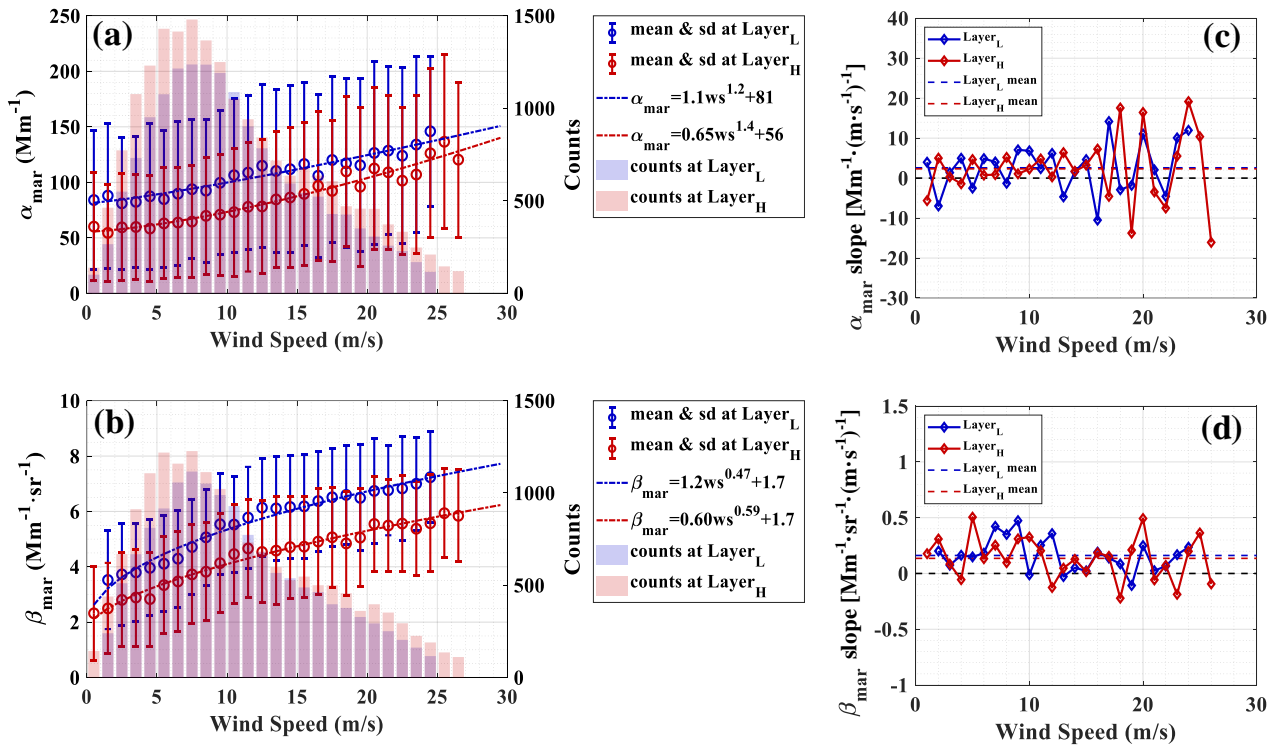 (a)
250
200
150
100
50
0
α_mar (Mm⁻¹)
1500
1000
500
0
Counts
0 5 10 15 20 25 30
Wind Speed (m/s)
mean & sd at Layer_L
mean & sd at Layer_H
α_mar=1.1ws^1.2+81
α_mar=0.65ws^1.4+56
counts at Layer_L
counts at Layer_H
(c)
40
30
20
10
0
-10
-20
-30
α_mar slope [Mm⁻¹·(m·s⁻¹)⁻¹]
Layer_L
Layer_H
Layer_L mean
Layer_H mean
0 10 20 30
Wind Speed (m/s)
(b)
10
8
6
4
2
0
β_mar (Mm⁻¹·sr⁻¹)
1500
1000
500
0
Counts
0 5 10 15 20 25 30
Wind Speed (m/s)
mean & sd at Layer_L
mean & sd at Layer_H
β_mar=1.2ws^0.47+1.7
β_mar=0.60ws^0.59+1.7
counts at Layer_L
counts at Layer_H
(d)
1.5
1
0.5
0
-0.5
-1
β_mar slope [Mm⁻¹·sr⁻¹·(m·s⁻¹)⁻¹]
Layer_L
Layer_H
Layer_L mean
Layer_H mean
0 10 20 30
Wind Speed (m/s)